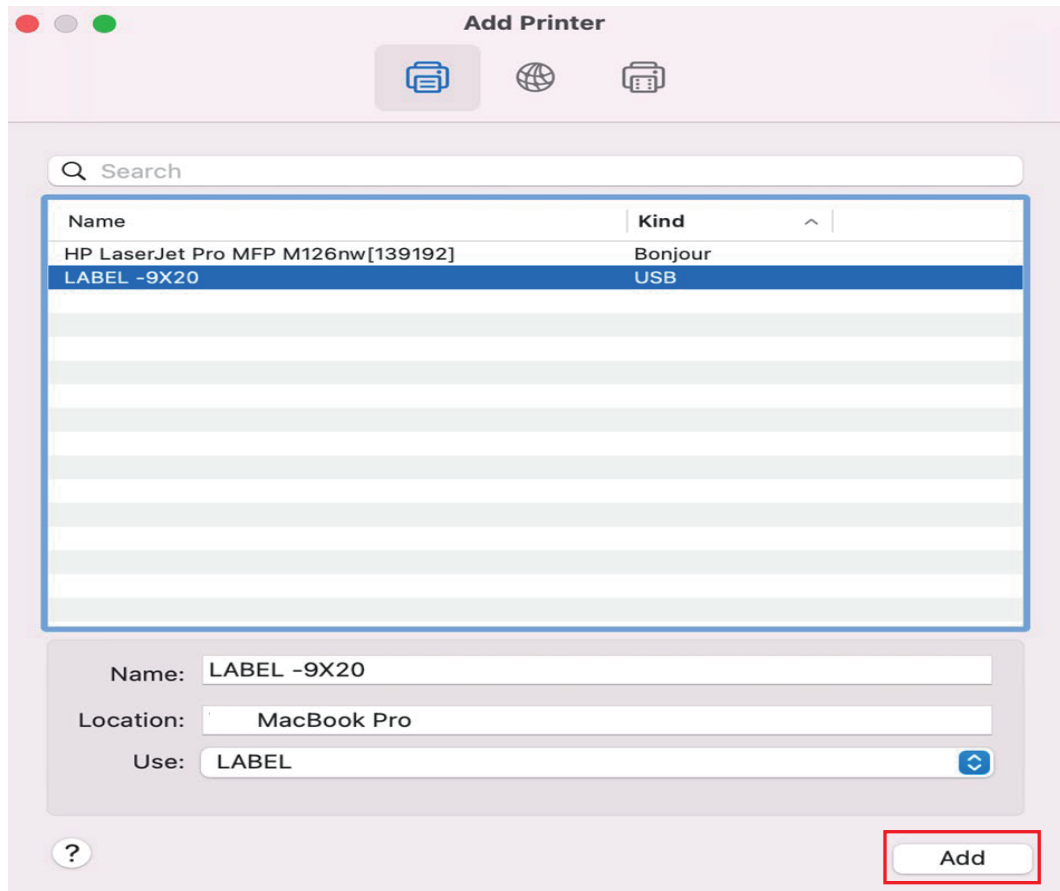 Add Printer
Search
Name Kind
HP LaserJet Pro MFP M126nw[139192] Bonjour
LABEL -9X20 USB
Name: LABEL -9X20
Location: MacBook Pro
Use: LABEL
?
Add